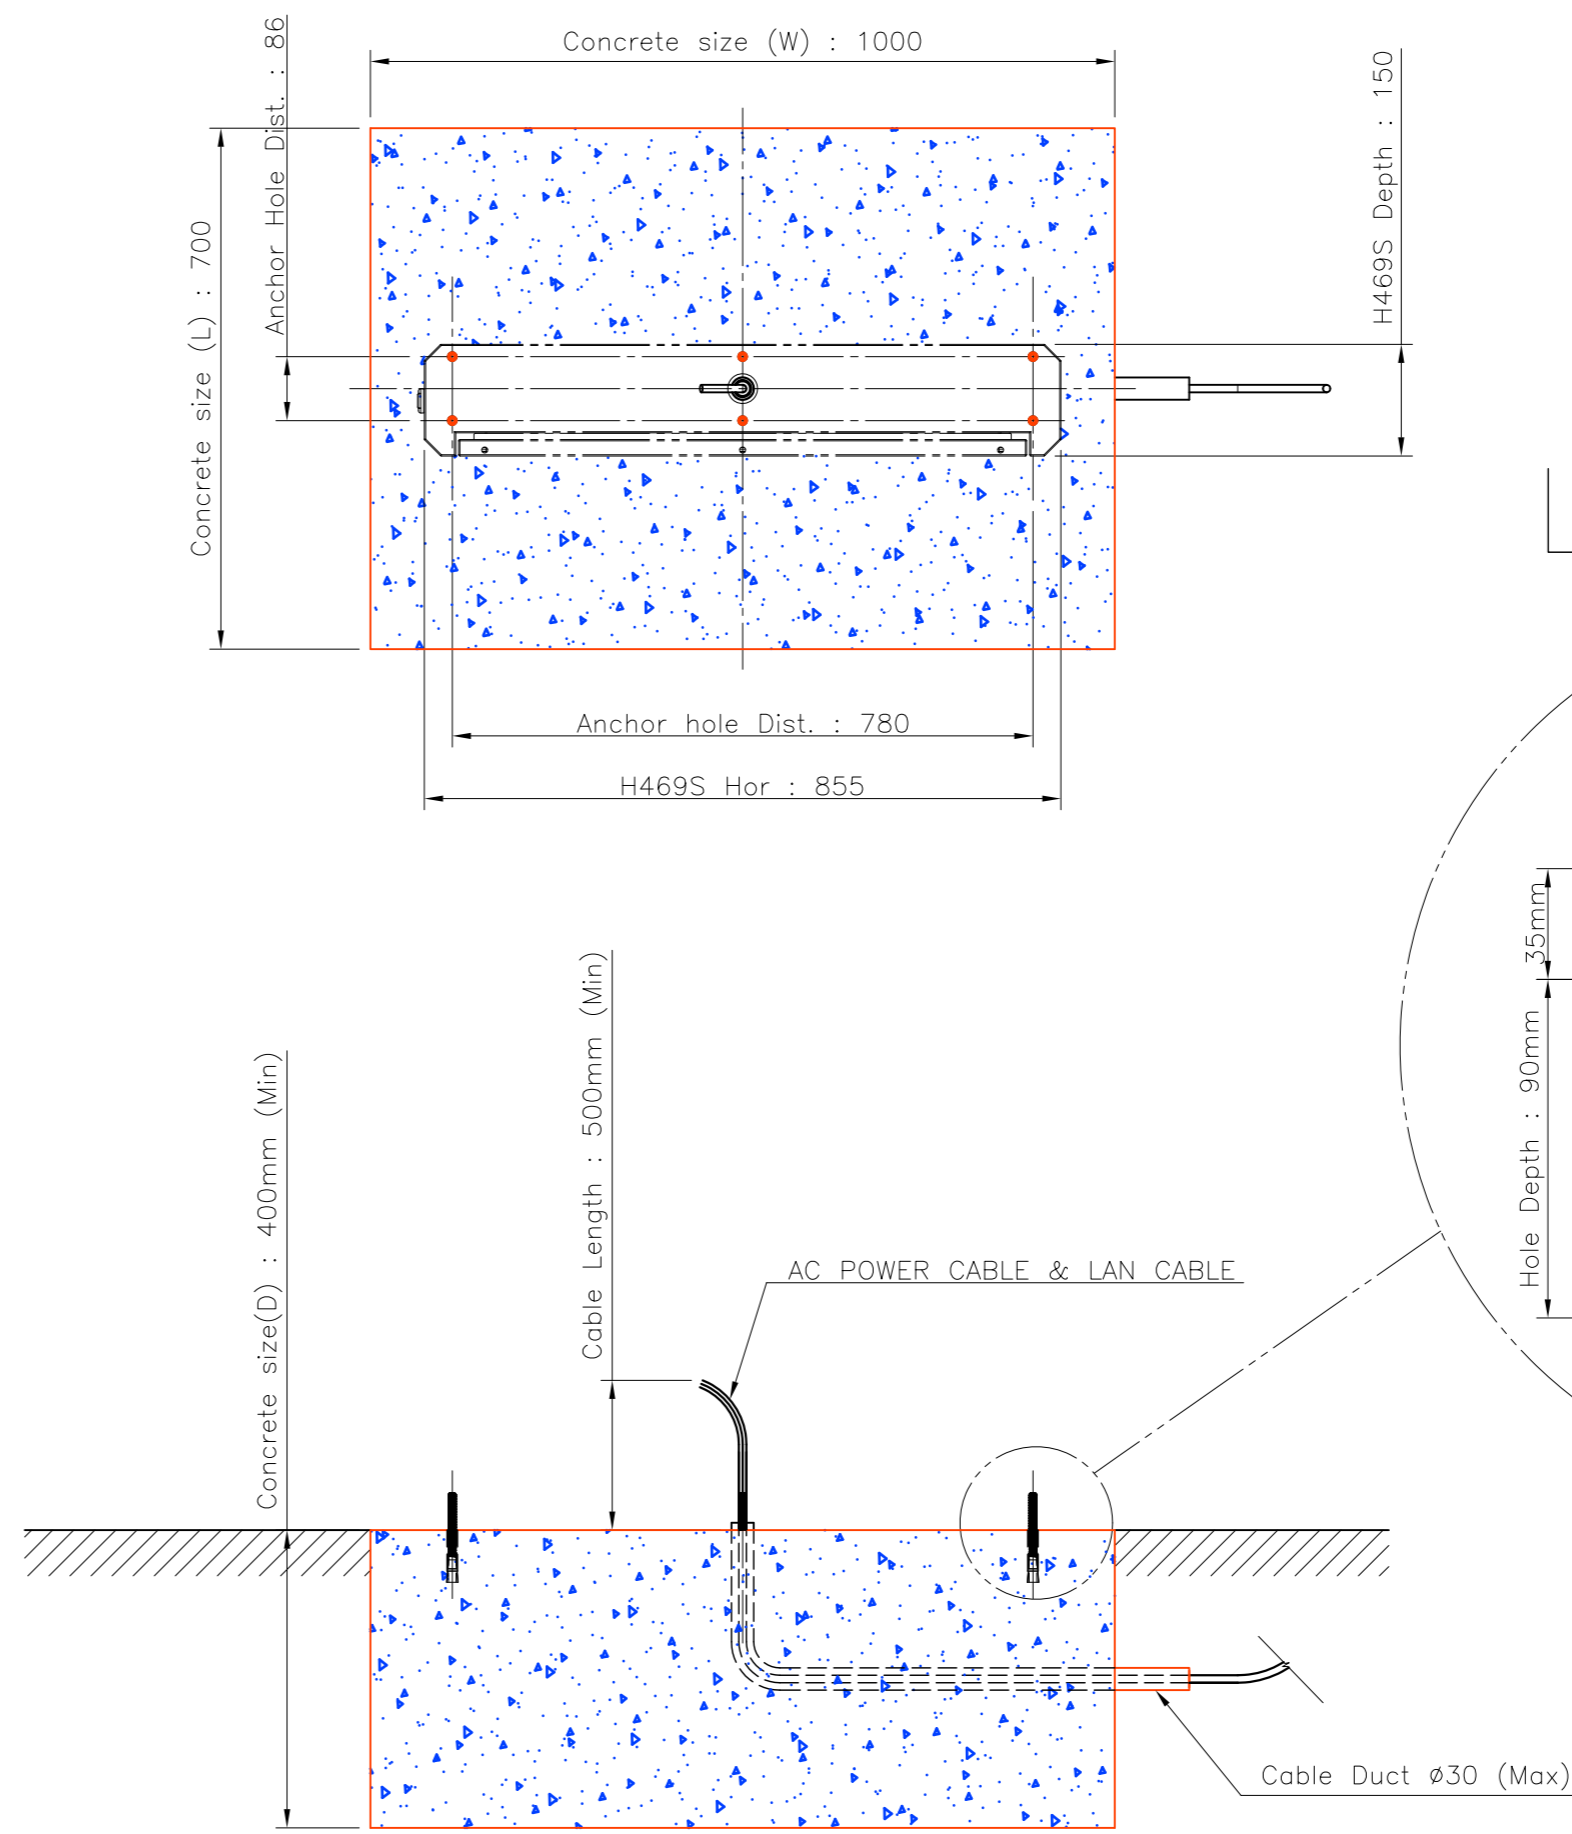 Concrete size (W) : 1000
Anchor Hole Dist. : 86
H469S Depth : 150
Concrete size (L) : 700
Anchor hole Dist. : 780
H469S Hor : 855
35mm
Hole Depth : 90mm
Cable Length : 500mm (Min)
Concrete size(D) : 400mm (Min)
AC POWER CABLE & LAN CABLE
Cable Duct Ø30 (Max)